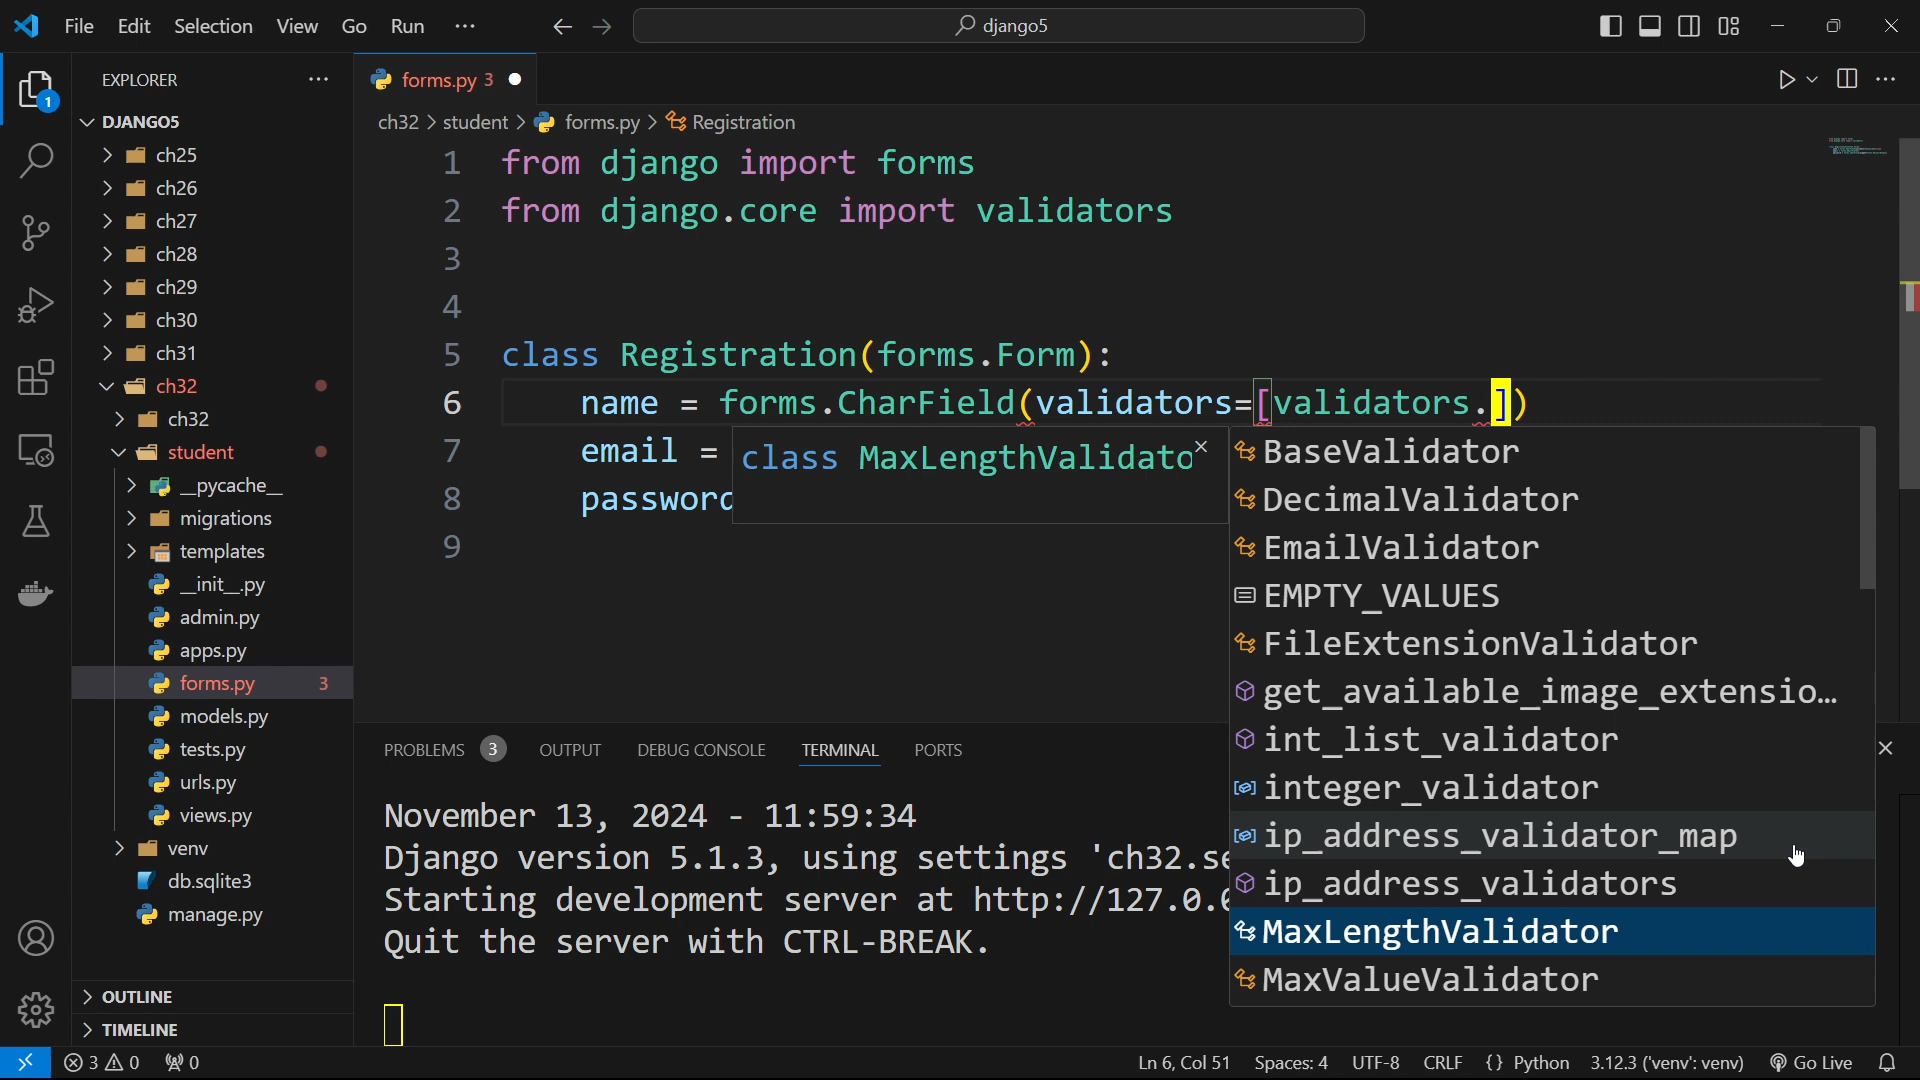 File Edit Selection View Go Run ...
django5
EXPLORER ...
DJANGO5
ch25
ch26
ch27
ch28
ch29
ch30
ch31
ch32
ch32
student
__pycache__
migrations
templates
__init__.py
admin.py
apps.py
forms.py 3
models.py
tests.py
urls.py
views.py
venv
db.sqlite3
manage.py
OUTLINE
TIMELINE
forms.py 3
ch32 > student > forms.py > Registration
1 from django import forms
2 from django.core import validators
3
4
5 class Registration(forms.Form):
6 name = forms.CharField(validators=[validators.])
7 email =
8 password
9
class MaxLengthValidato
BaseValidator
DecimalValidator
EmailValidator
EMPTY_VALUES
FileExtensionValidator
get_available_image_extensio...
int_list_validator
integer_validator
ip_address_validator_map
ip_address_validators
MaxLengthValidator
MaxValueValidator
PROBLEMS 3 OUTPUT DEBUG CONSOLE TERMINAL PORTS
November 13, 2024 - 11:59:34
Django version 5.1.3, using settings 'ch32.se
Starting development server at http://127.0.0
Quit the server with CTRL-BREAK.
1
3 0 0
Ln 6, Col 51 Spaces: 4 UTF-8 CRLF {} Python 3.12.3 ('venv': venv) Go Live